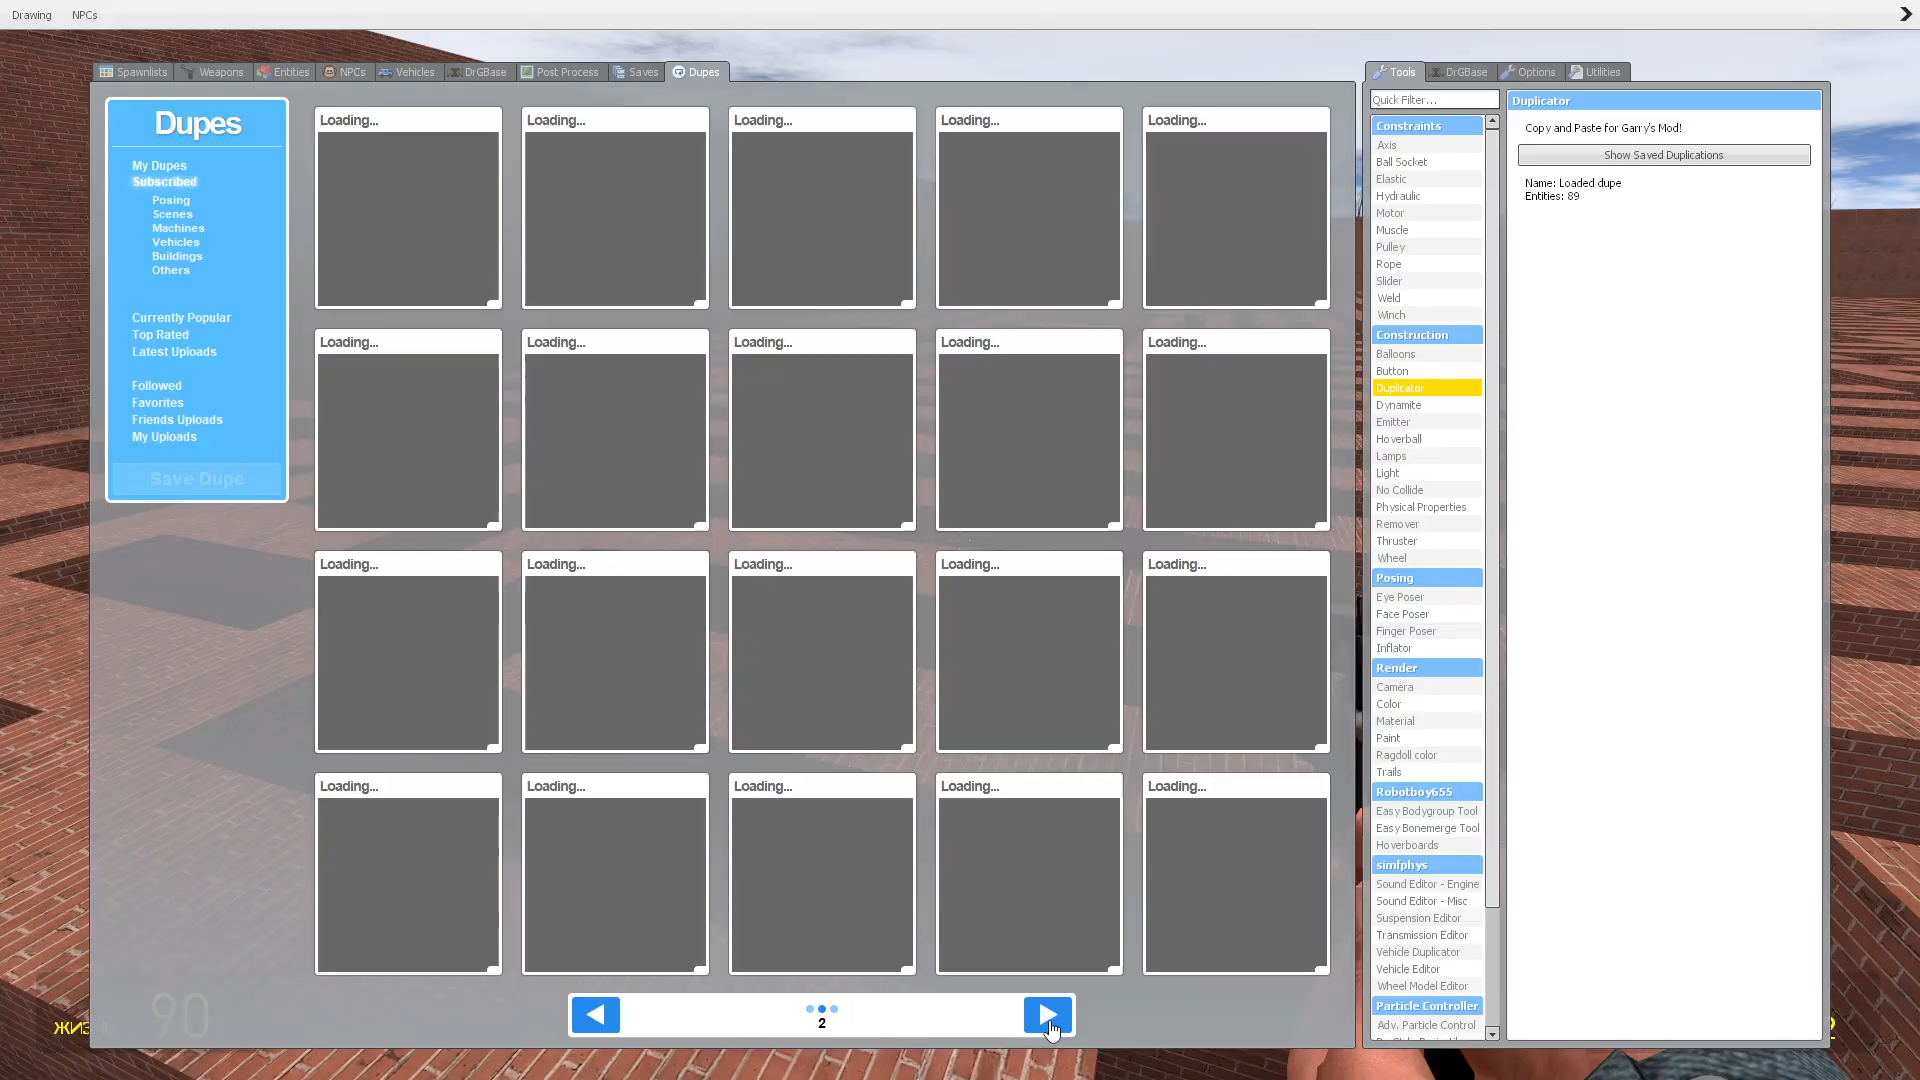 Drawing NPCs
Spawnlists Weapons Entities NPCs Vehicles DrGBase Post Process Saves Dupes
Tools DrGBase Options Utilities
Dupes
My Dupes
Subscribed
Posing
Scenes
Machines
Vehicles
Buildings
Others
Currently Popular
Top Rated
Latest Uploads
Followed
Favorites
Friends Uploads
My Uploads
Save Dupe
Loading... Loading... Loading... Loading... Loading...
Loading... Loading... Loading... Loading... Loading...
Loading... Loading... Loading... Loading... Loading...
Loading... Loading... Loading... Loading... Loading...
2
90
Quick Filter...
Constraints
Axis
Ball Socket
Elastic
Hydraulic
Motor
Muscle
Pulley
Rope
Slider
Weld
Winch
Construction
Balloons
Button
Duplicator
Dynamite
Emitter
Hoverball
Lamps
Light
No Collide
Physical Properties
Remover
Thruster
Wheel
Posing
Eye Poser
Face Poser
Finger Poser
Inflator
Render
Camera
Color
Material
Paint
Ragdoll color
Trails
Robotboy655
Easy Bodygroup Tool
Easy Bonemerge Tool
Hoverboards
simfphys
Sound Editor - Engine
Sound Editor - Misc
Suspension Editor
Transmission Editor
Vehicle Duplicator
Vehicle Editor
Wheel Model Editor
Particle Controller
Adv. Particle Control
Duplicator
Copy and Paste for Garry's Mod!
Show Saved Duplications
Name: Loaded dupe
Entities: 89